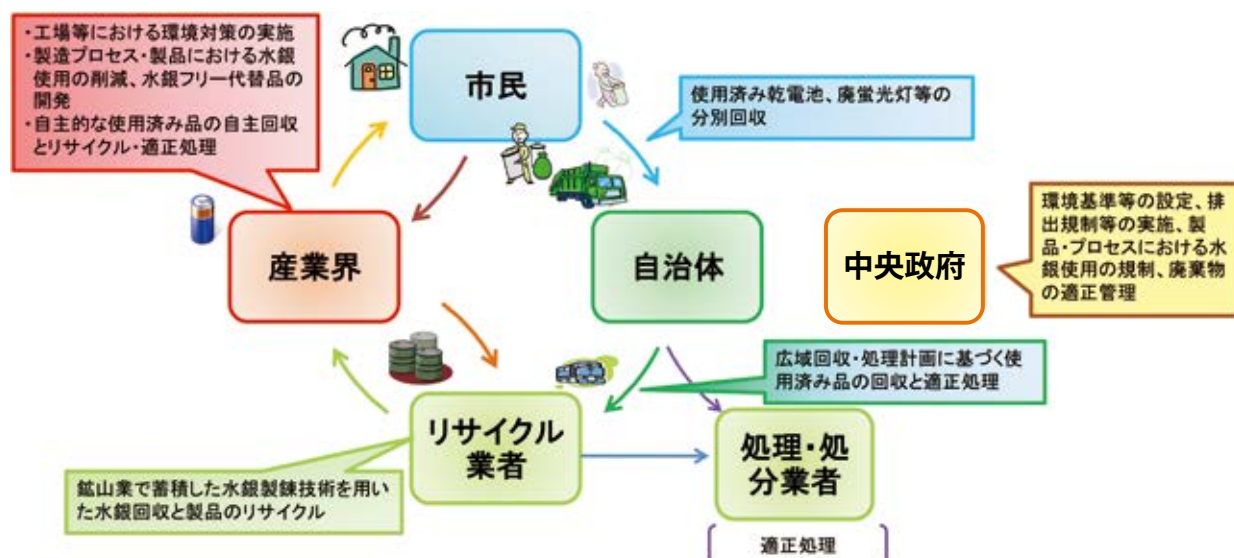 ・工場等における環境対策の実施
・製造プロセス・製品における水銀
使用の削減、水銀フリー代替品の
開発
・自主的な使用済み品の自主回収
とリサイクル・適正処理
市民
使用済み乾電池、廃蛍光灯等の
分別回収
産業界
自治体
中央政府
環境基準等の設定、排
出規制等の実施、製
品・プロセスにおける水
銀使用の規制、廃棄物
の適正管理
広域回収・処理計画に基づく使
用済み品の回収と適正処理
リサイクル
業者
処理・処
分業者
鉱山業で蓄積した水銀製錬技術を用い
た水銀回収と製品のリサイクル
適正処理